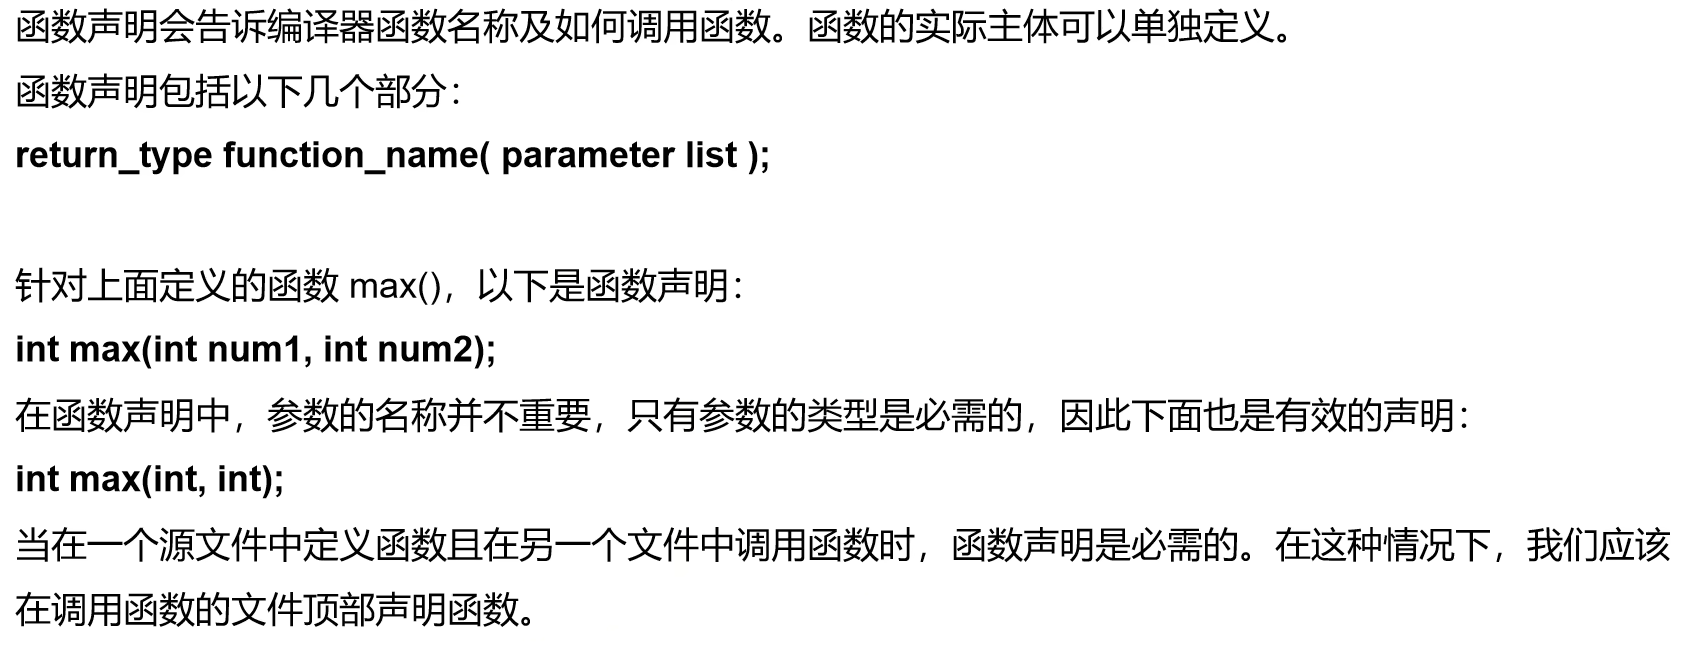 函数声明会告诉编译器函数名称及如何调用函数。函数的实际主体可以单独定义。
函数声明包括以下几个部分：
return_type function_name( parameter list );
针对上面定义的函数 max()，以下是函数声明：
int max(int num1, int num2);
在函数声明中，参数的名称并不重要，只有参数的类型是必需的，因此下面也是有效的声明：
int max(int, int);
当在一个源文件中定义函数且在另一个文件中调用函数时，函数声明是必需的。在这种情况下，我们应该
在调用函数的文件顶部声明函数。